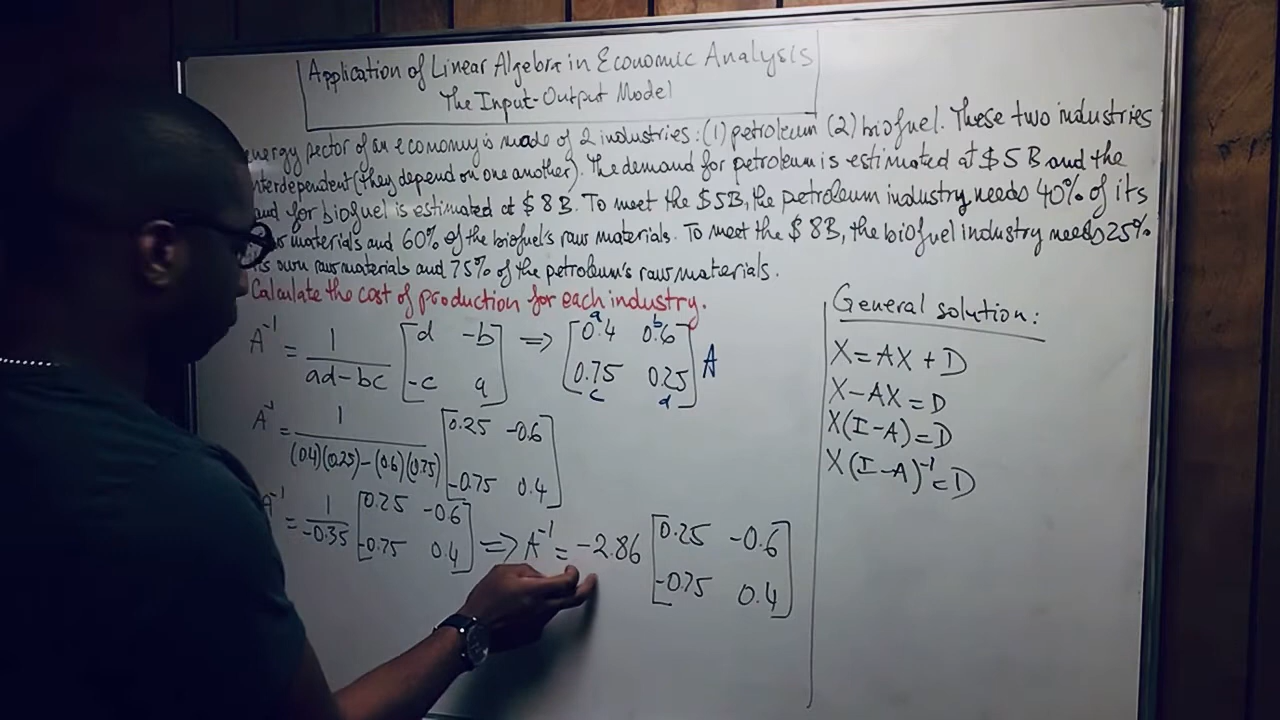 Application of Linear Algebra in Economic Analysis
The Input-Output Model
energy sector of an economy is made of 2 industries: (1) petroleum (2) biofuel. These two industries
interdependent (they depend on one another). The demand for petroleum is estimated at $5B and the
and for biofuel is estimated at $8B. To meet the $5B, the petroleum industry needs 40% of its
materials and 60% of the biofuel's raw materials. To meet the $8B, the biofuel industry needs 25%
its own raw materials and 75% of the petroleum's raw materials.
Calculate the cost of production for each industry.
A⁻¹ = 1/(ad-bc) [d -b; -c a] => [0.4 0.6; 0.75 0.25] A
a b
c d
A⁻¹ = 1/((0.4)(0.25)-(0.6)(0.75)) [0.25 -0.6; -0.75 0.4]
A⁻¹ = 1/-0.35 [0.25 -0.6; -0.75 0.4] => A⁻¹ = -2.86 [0.25 -0.6; -0.75 0.4]
General solution:
X=AX+D
X-AX=D
X(I-A)=D
X(I-A)⁻¹=D